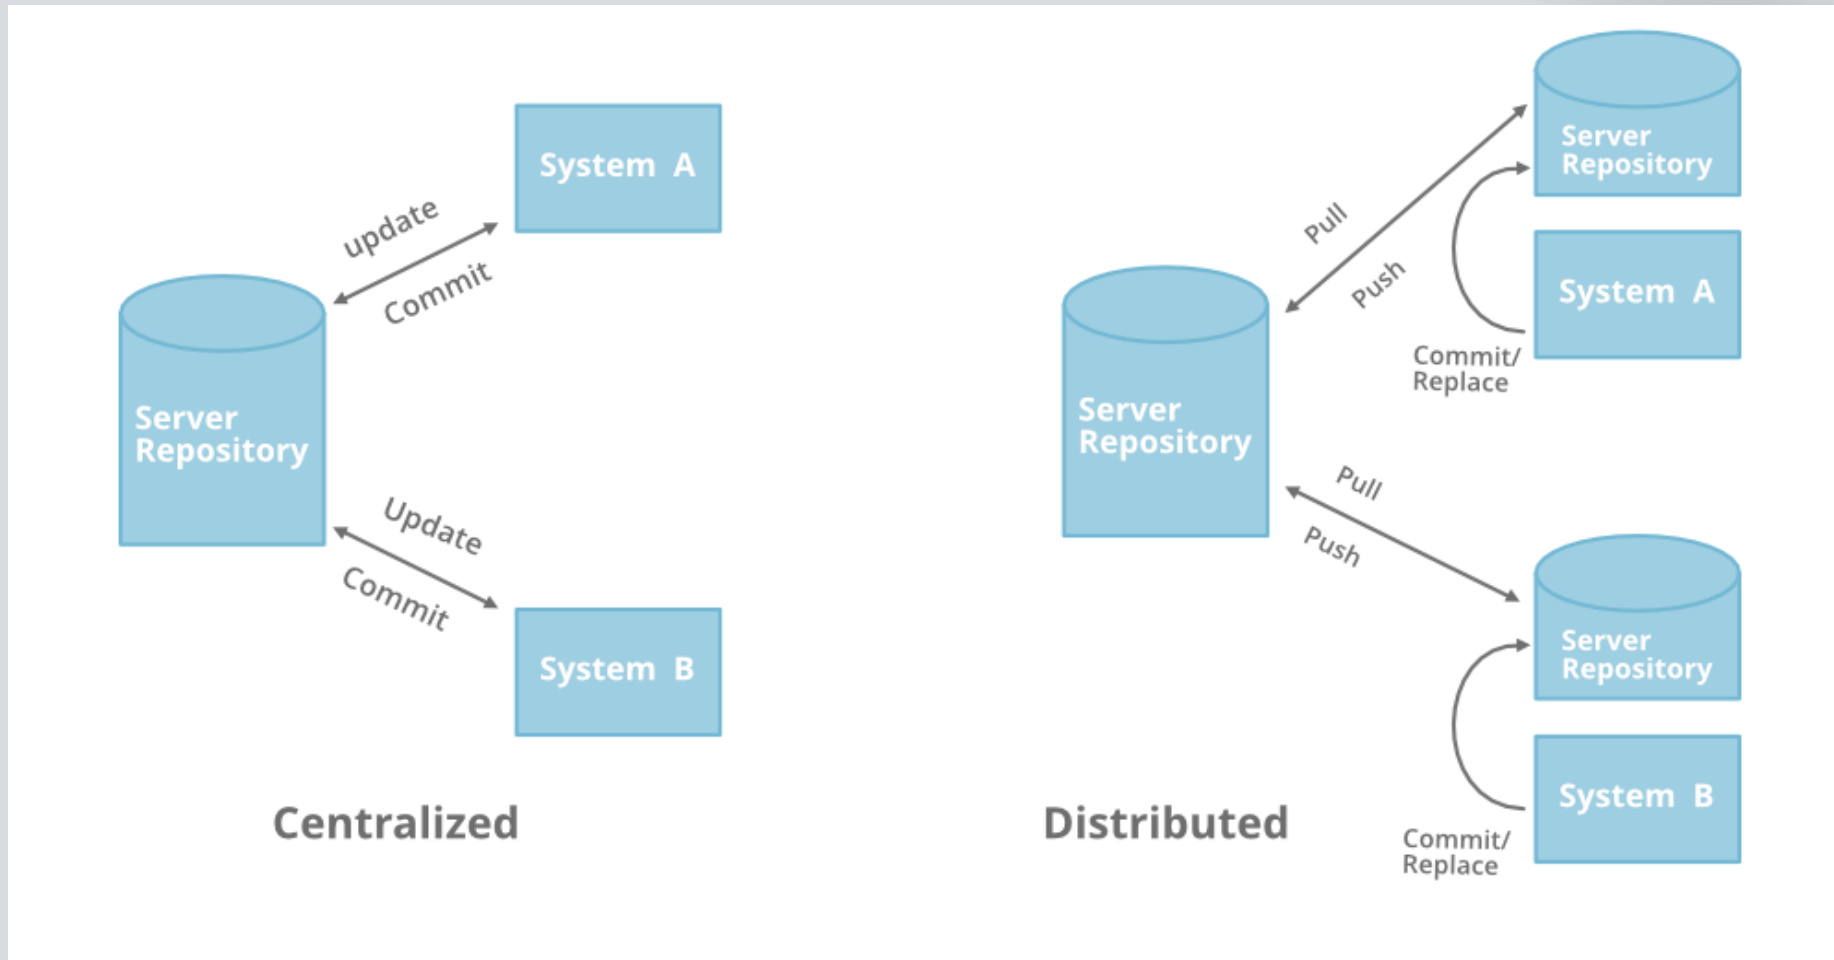 System A
update
Commit
Server
Repository
Update
Commit
System B
Centralized
Server
Repository
Pull
Push
System A
Commit/
Replace
Server
Repository
Pull
Push
Server
Repository
System B
Commit/
Replace
Distributed